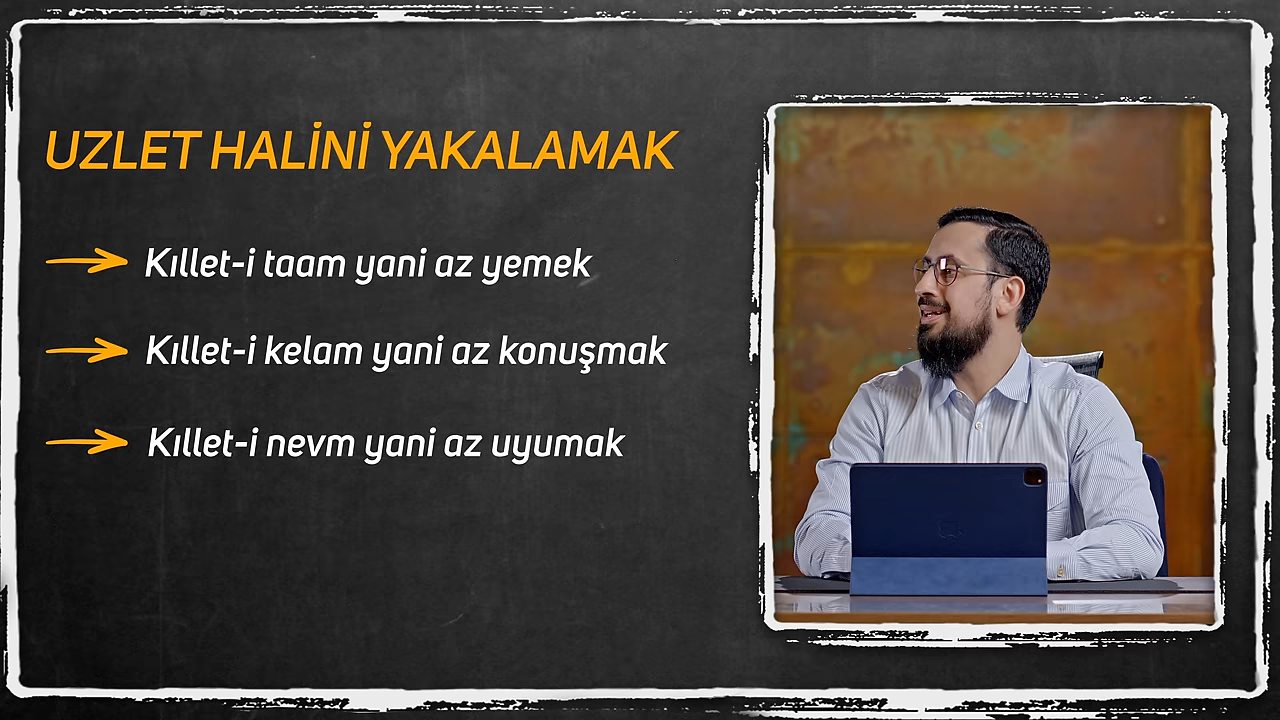 UZLET HALİNİ YAKALAMAK
Kıllet-i taam yani az yemek
Kıllet-i kelam yani az konuşmak
Kıllet-i nevm yani az uyumak